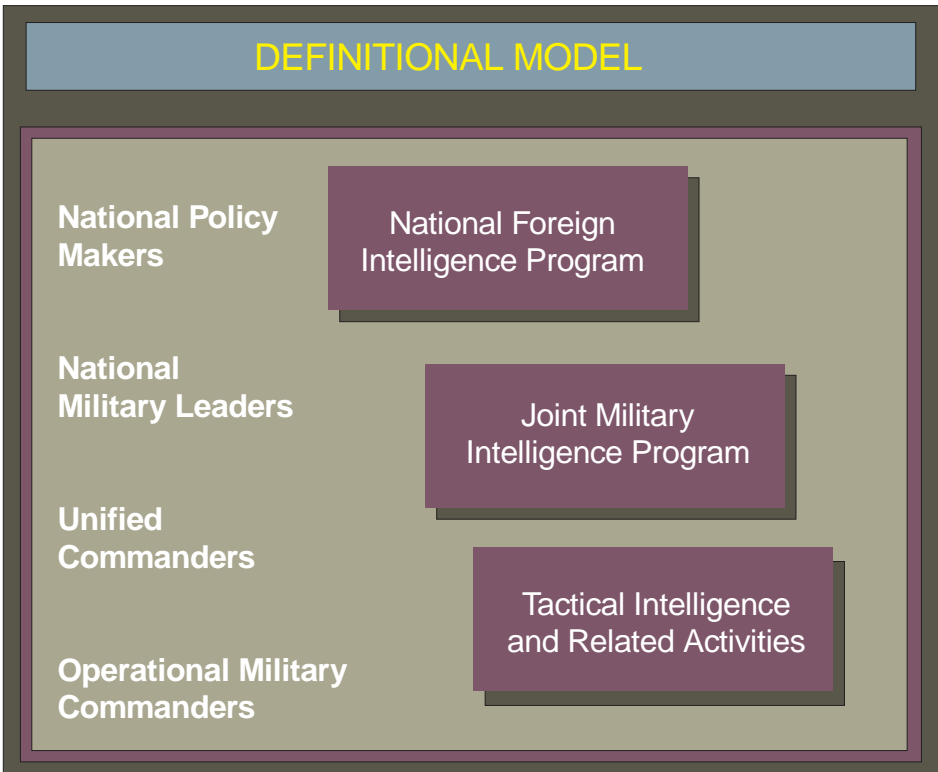 DEFINITIONAL MODEL
National Policy
Makers
National Foreign
Intelligence Program
National
Military Leaders
Joint Military
Intelligence Program
Unified
Commanders
Tactical Intelligence
and Related Activities
Operational Military
Commanders